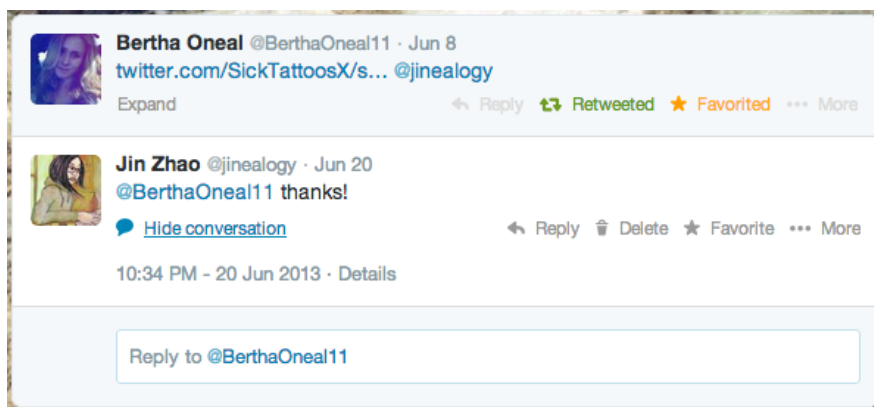 Bertha Oneal @BerthaOneal11 · Jun 8
twitter.com/SickTattoosX/s... @jinealogy
Expand Reply Retweeted Favorited More
Jin Zhao @jinealogy · Jun 20
@BerthaOneal11 thanks!
Hide conversation Reply Delete Favorite More
10:34 PM - 20 Jun 2013 · Details
Reply to @BerthaOneal11